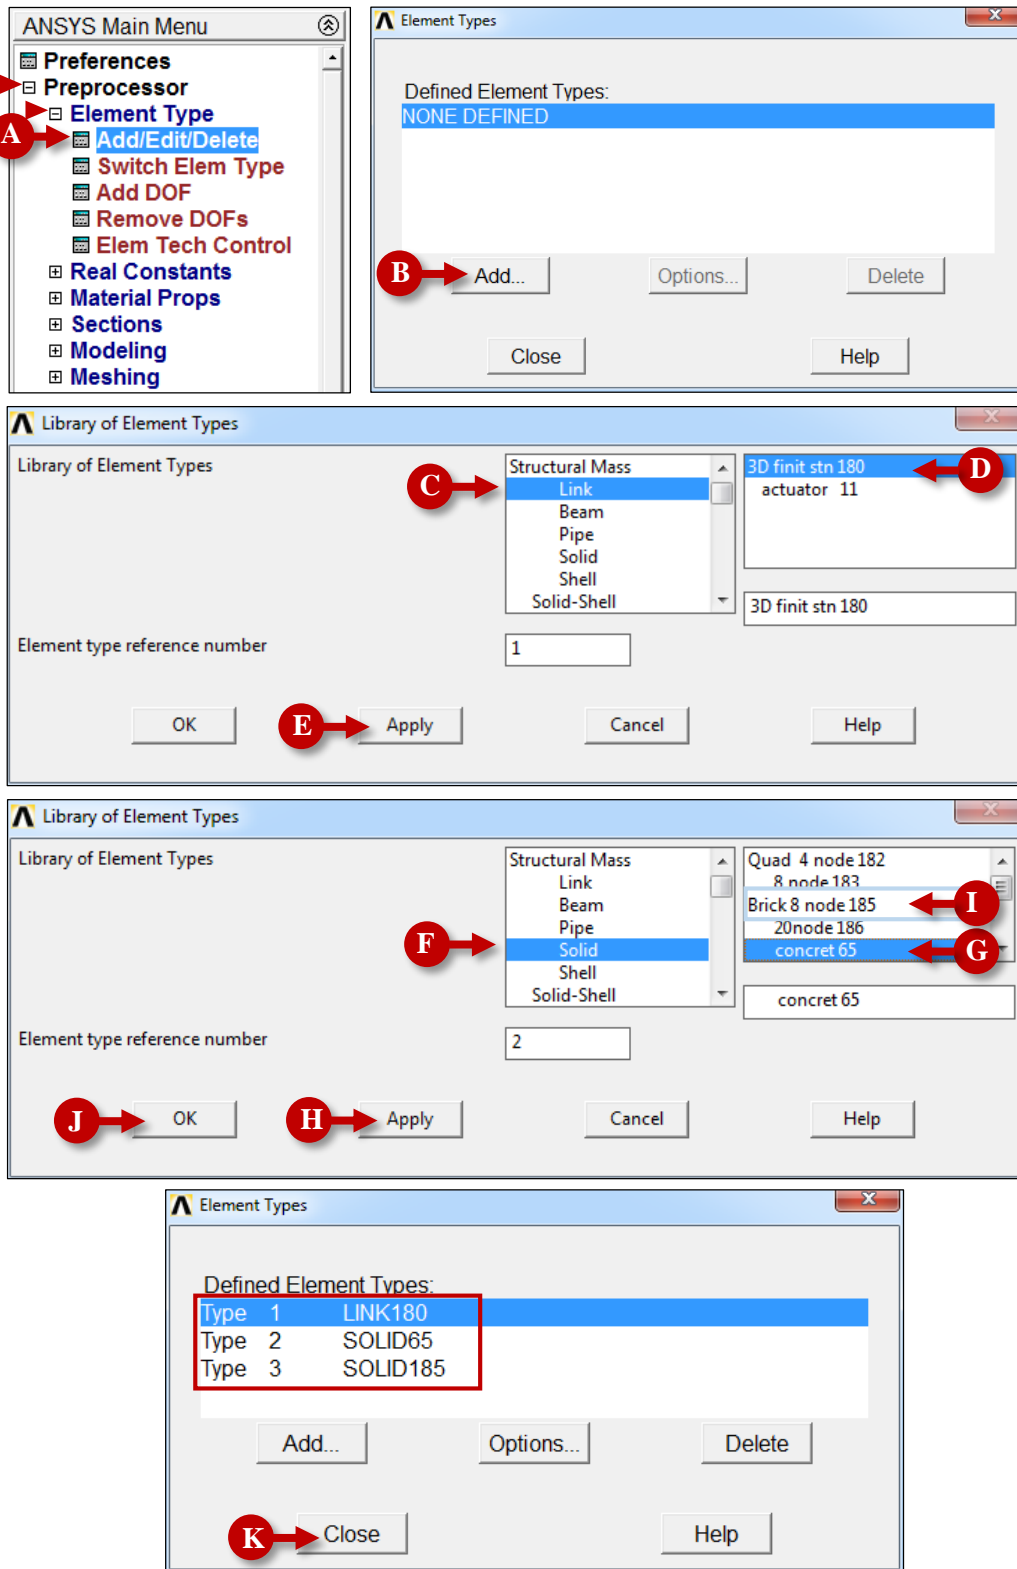 ANSYS Main Menu
Preferences
Preprocessor
Element Type
A
Add/Edit/Delete
Switch Elem Type
Add DOF
Remove DOFs
Elem Tech Control
Real Constants
Material Props
Sections
Modeling
Meshing
Element Types
Defined Element Types:
NONE DEFINED
B
Add...
Options...
Delete
Close
Help
Library of Element Types
Library of Element Types
C
Structural Mass
Link
Beam
Pipe
Solid
Shell
Solid-Shell
3D finit stn 180
D
actuator 11
3D finit stn 180
Element type reference number
1
OK
E
Apply
Cancel
Help
Library of Element Types
Library of Element Types
F
Structural Mass
Link
Beam
Pipe
Solid
Shell
Solid-Shell
Quad 4 node 182
8 node 183
Brick 8 node 185
I
20node 186
concret 65
G
concret 65
Element type reference number
2
J
OK
H
Apply
Cancel
Help
Element Types
Defined Element Types:
Type 1 LINK180
Type 2 SOLID65
Type 3 SOLID185
Add...
Options...
Delete
K
Close
Help